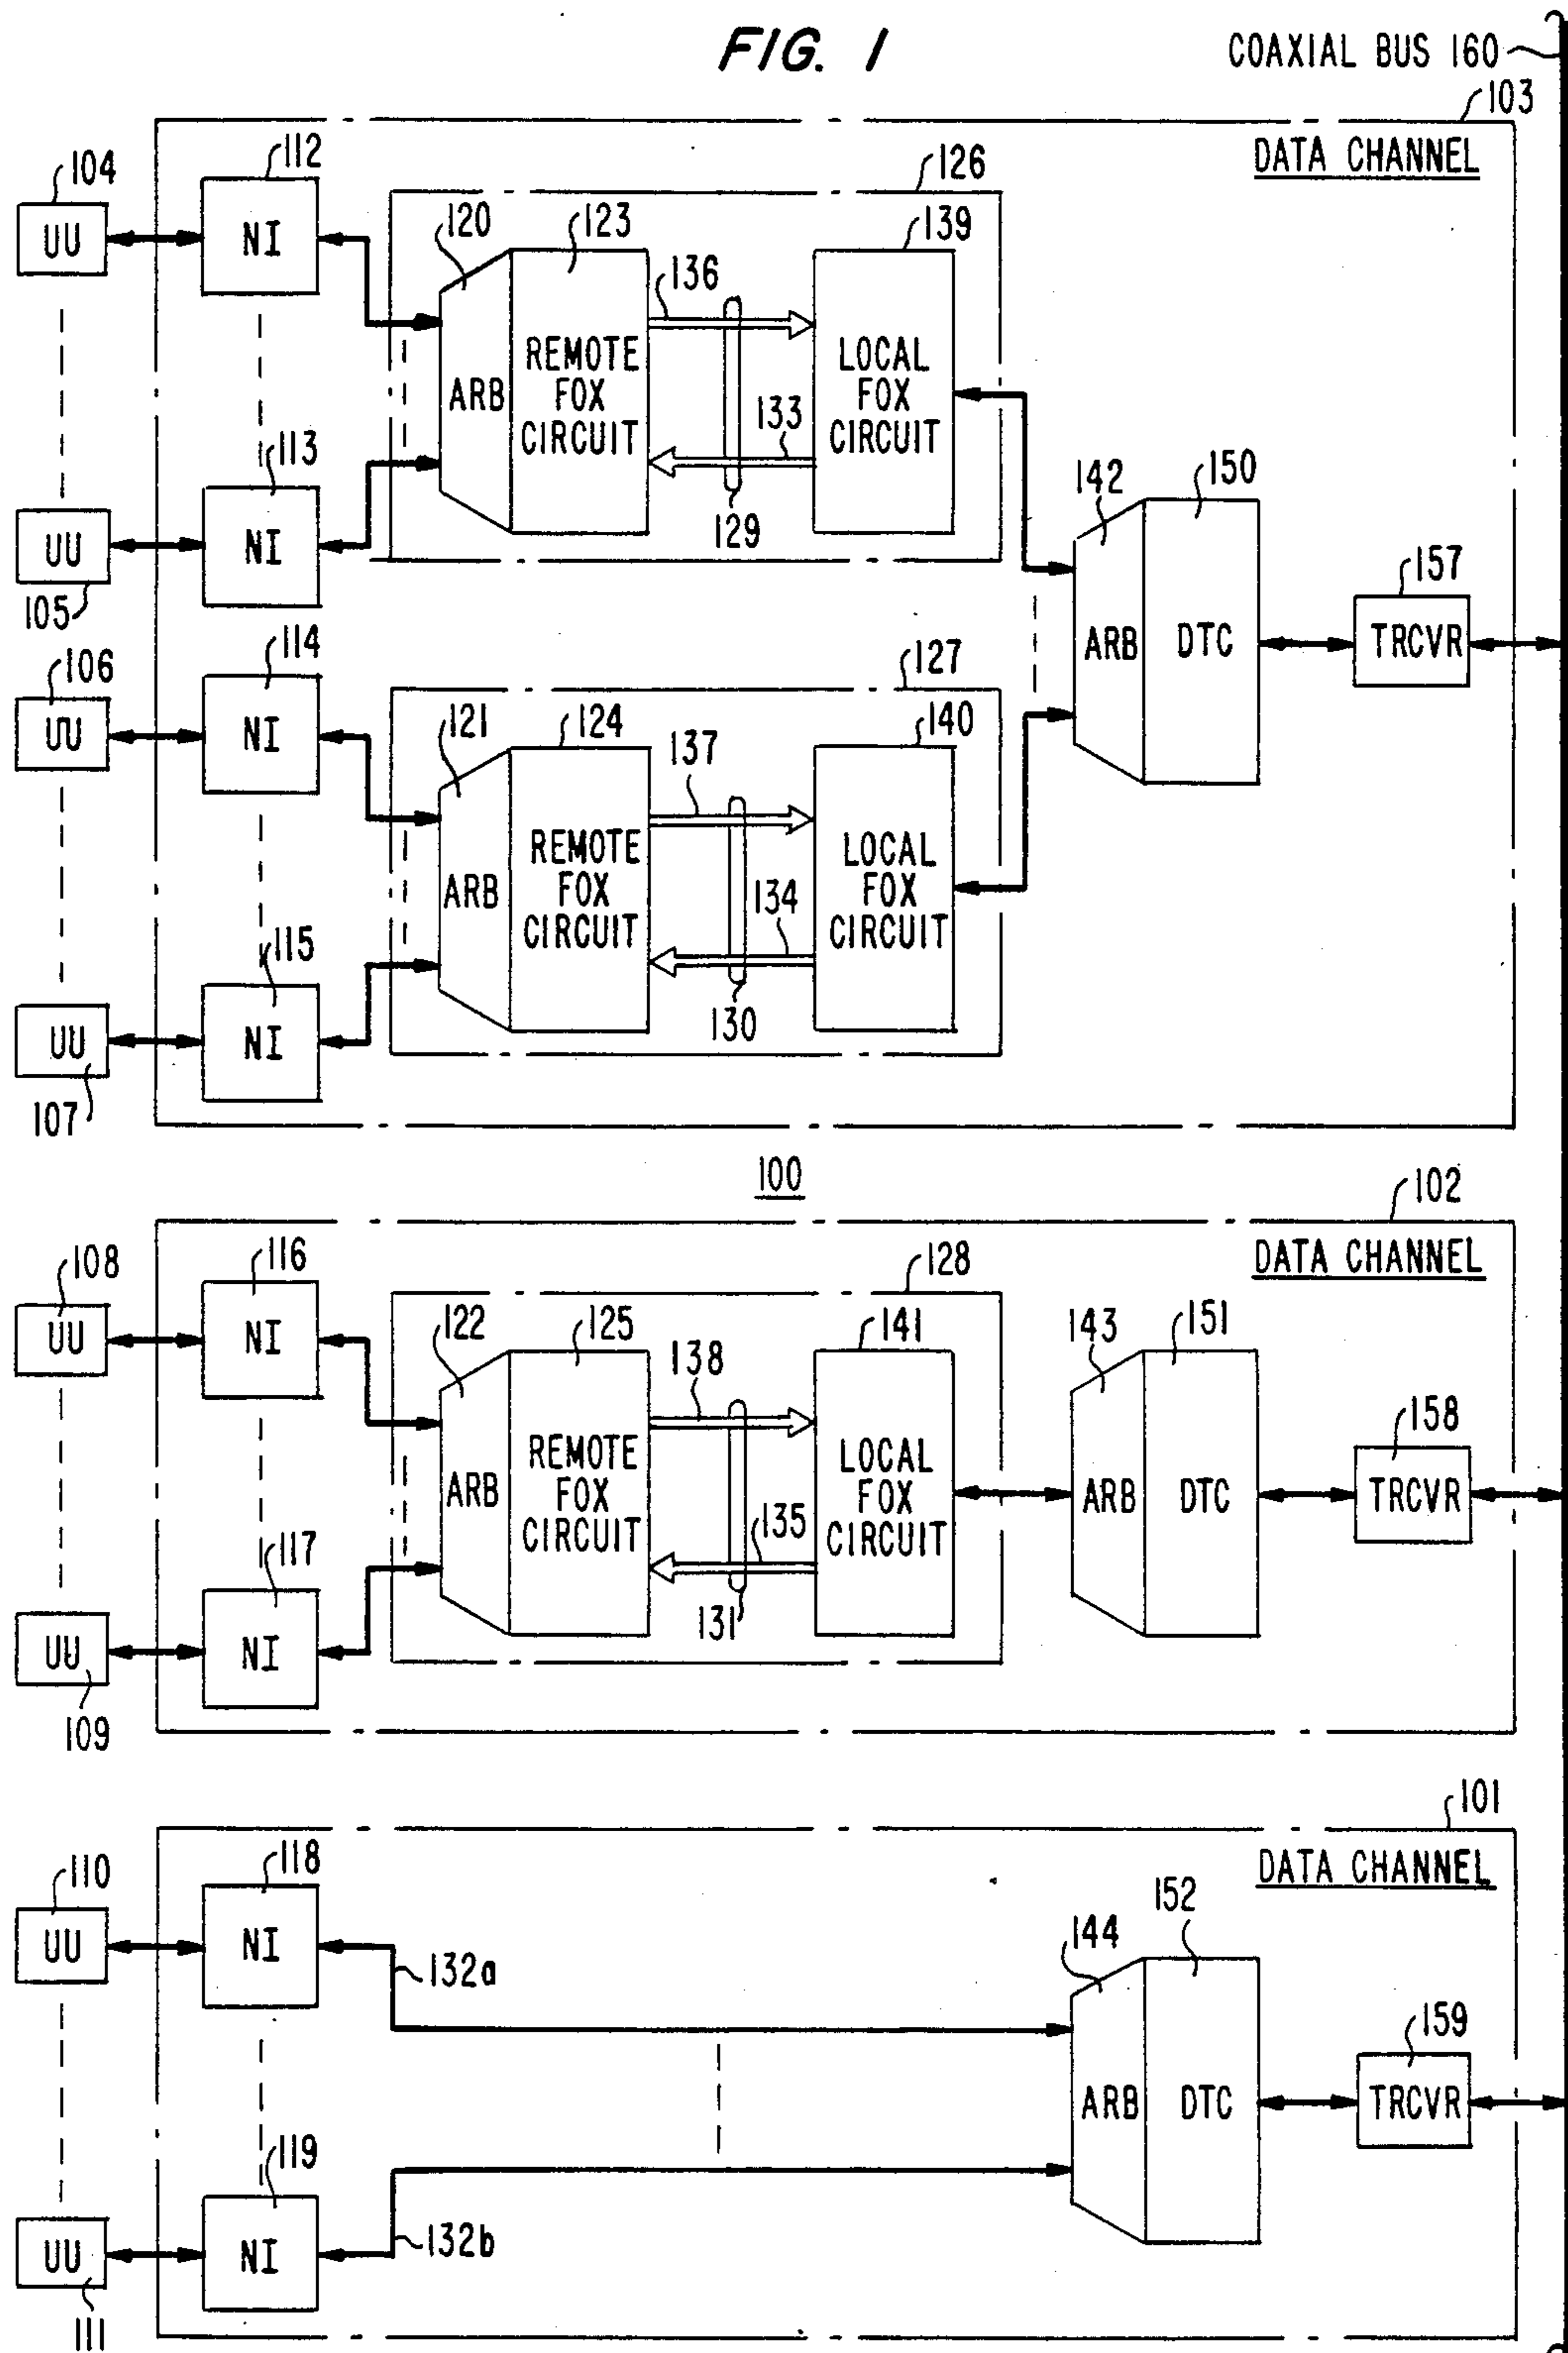 FIG. 1
COAXIAL BUS 160
103
DATA CHANNEL
104
UU
112
NI
126
120
123
139
136
ARB
REMOTE
FOX
CIRCUIT
LOCAL
FOX
CIRCUIT
133
129
113
NI
UU
105
142
150
ARB
DTC
157
TRCVR
106
UU
114
NI
127
121
124
140
137
ARB
REMOTE
FOX
CIRCUIT
LOCAL
FOX
CIRCUIT
134
130
115
NI
UU
107
100
102
DATA CHANNEL
108
UU
116
NI
128
122
125
141
138
ARB
REMOTE
FOX
CIRCUIT
LOCAL
FOX
CIRCUIT
135
131
143
151
ARB
DTC
158
TRCVR
117
NI
UU
109
101
DATA CHANNEL
110
UU
118
NI
132a
144
152
ARB
DTC
159
TRCVR
119
NI
132b
UU
111